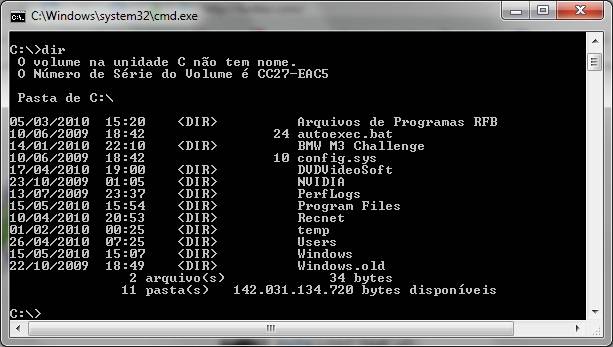 C:\Windows\system32\cmd.exe
C:\>dir
O volume na unidade C não tem nome.
O Número de Série do Volume é CC27-EAC5
Pasta de C:\
05/03/2010 15:20 <DIR> Arquivos de Programas RFB
10/06/2009 18:42 24 autoexec.bat
14/01/2010 22:10 <DIR> BMW M3 Challenge
10/06/2009 18:42 10 config.sys
17/04/2010 19:00 <DIR> DVDVideoSoft
23/10/2009 01:05 <DIR> NVIDIA
13/07/2009 23:37 <DIR> PerfLogs
15/05/2010 15:54 <DIR> Program Files
10/04/2010 20:53 <DIR> Recnet
01/02/2010 00:25 <DIR> temp
26/04/2010 07:25 <DIR> Users
15/05/2010 15:07 <DIR> Windows
22/10/2009 18:49 <DIR> Windows.old
2 arquivo(s) 34 bytes
11 pasta(s) 142.031.134.720 bytes disponíveis
C:\>